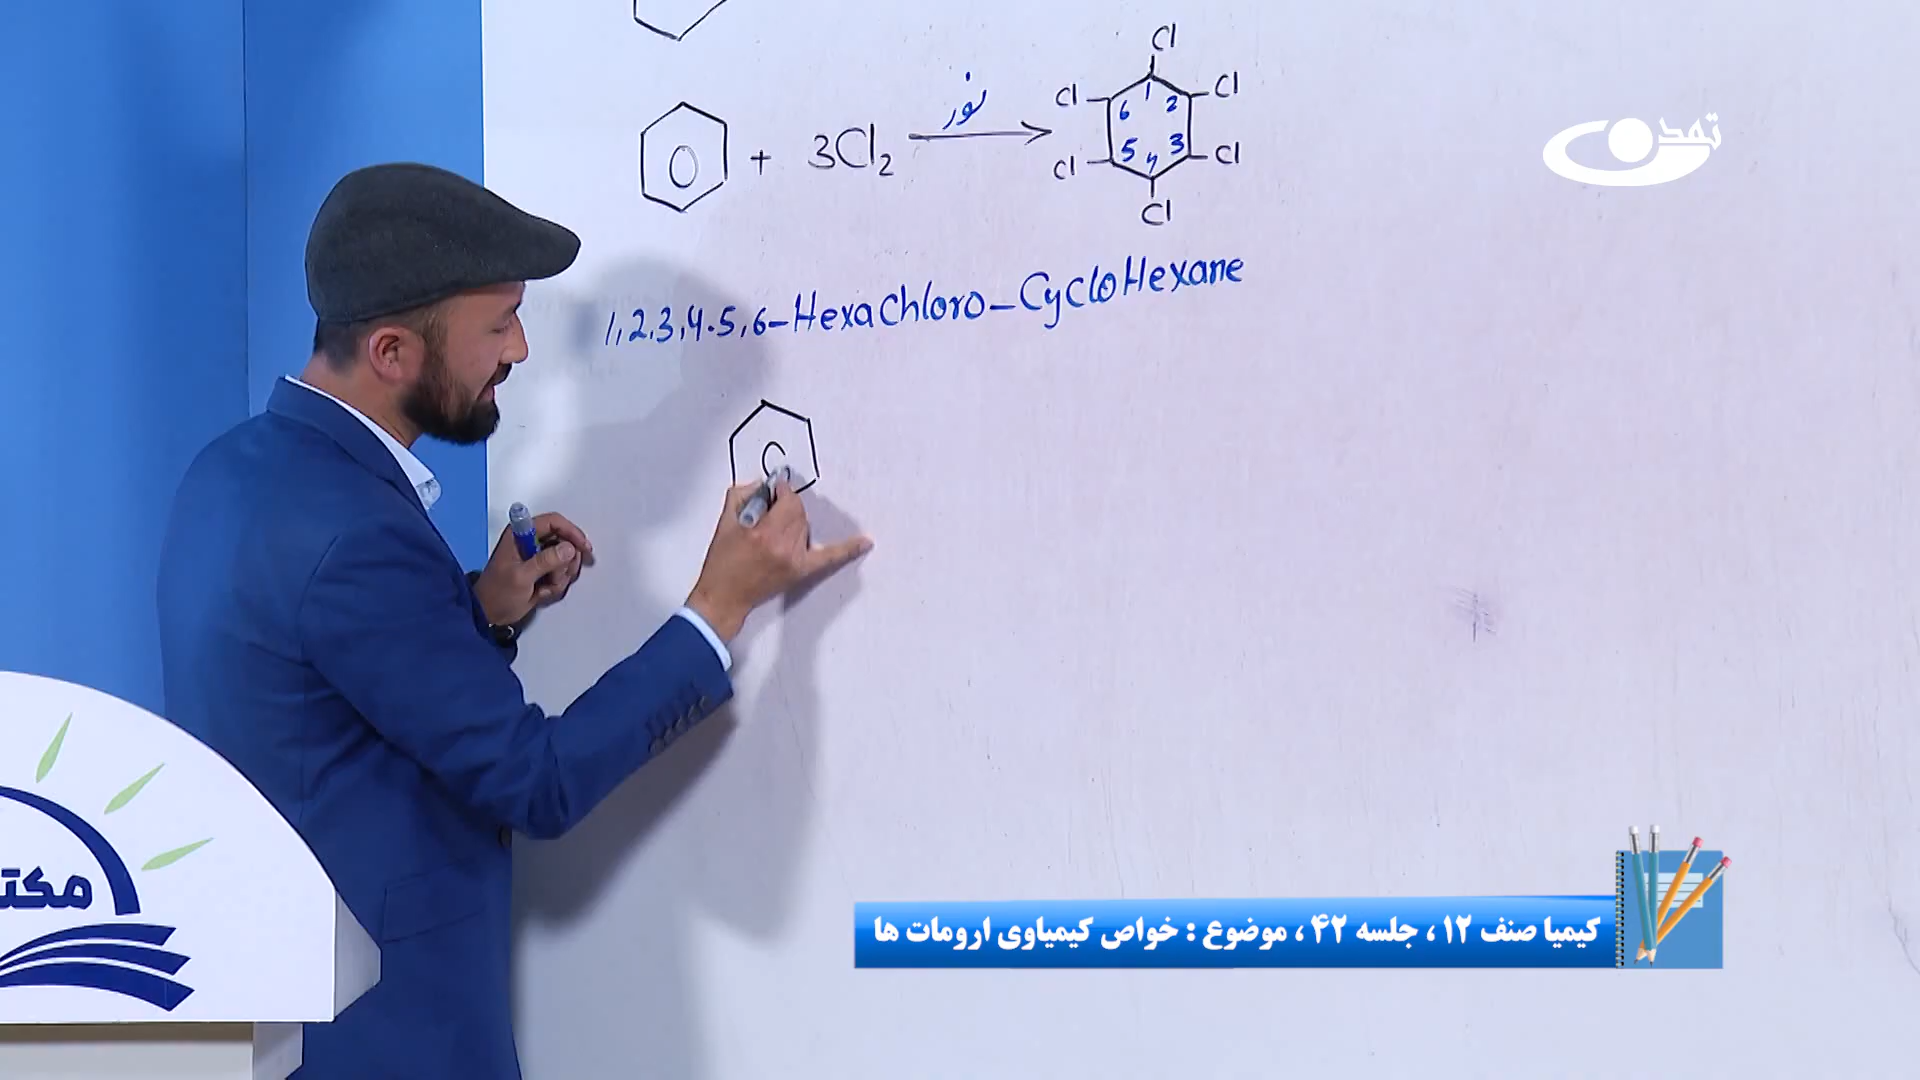 Cl
Cl Cl
نور
+ 3Cl₂ ⟶
6 1 2
5 4 3
Cl Cl
Cl
1,2,3,4.5,6-HexaChloro-CycloHexane
تمدن
مکتـ
کیمیا صنف ۱۲ ، جلسه ۴۲ ، موضوع : خواص کیمیاوی ارومات ها